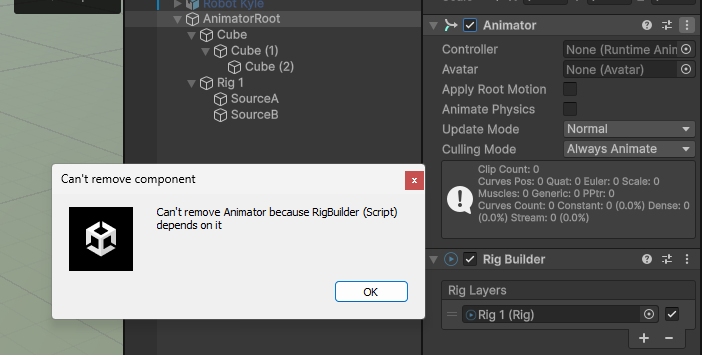 Robot Kyle
AnimatorRoot
Cube
Cube (1)
Cube (2)
Rig 1
SourceA
SourceB
Can't remove component
x
Can't remove Animator because RigBuilder (Script)
depends on it
OK
Animator
Controller
None (Runtime Anin
Avatar
None (Avatar)
Apply Root Motion
Animate Physics
Update Mode
Normal
Culling Mode
Always Animate
Clip Count: 0
Curves Pos: 0 Quat: 0 Euler: 0 Scale: 0
Muscles: 0 Generic: 0 PPtr: 0
Curves Count: 0 Constant: 0 (0.0%) Dense: 0
(0.0%) Stream: 0 (0.0%)
Rig Builder
Rig Layers
Rig 1 (Rig)